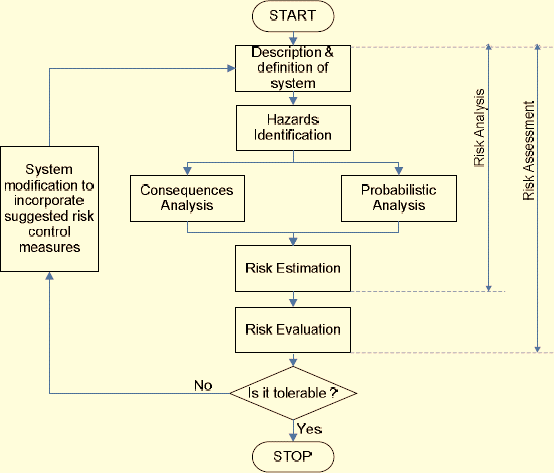 START
Description &
definition of
system
Hazards
Identification
Consequences
Analysis
Probabilistic
Analysis
Risk Estimation
Risk Evaluation
Is it tolerable ?
No
Yes
STOP
System
modification to
incorporate
suggested risk
control
measures
Risk Analysis
Risk Assessment